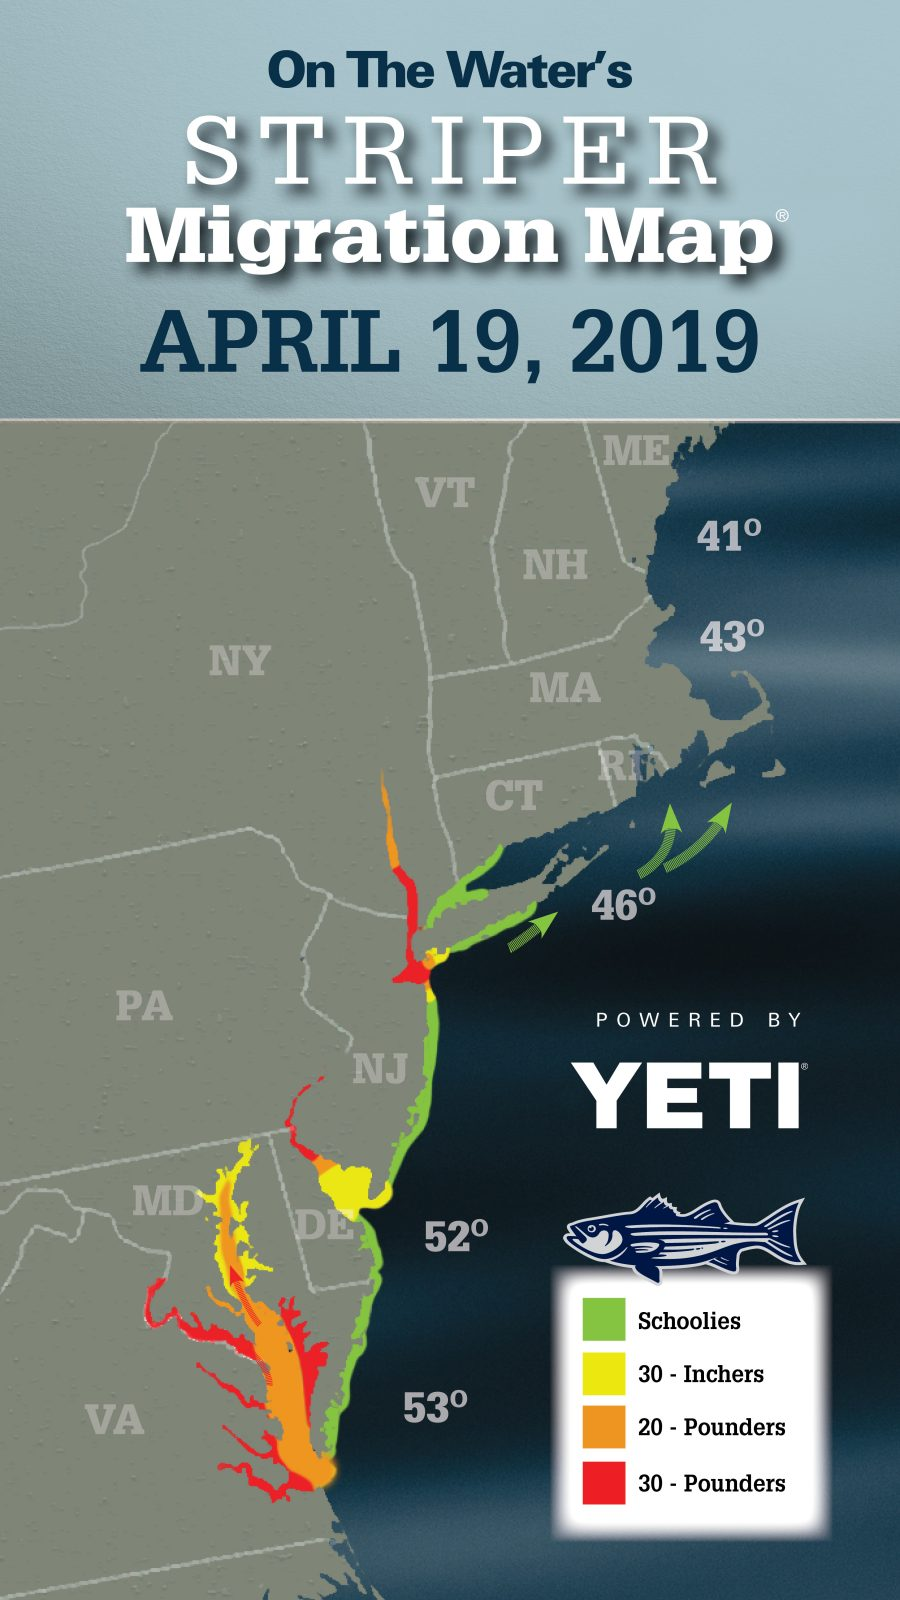 On The Water's
STRIPER
Migration Map®
APRIL 19, 2019
ME
VT
41°
NH
43°
NY
MA
RI
CT
46°
PA
POWERED BY
NJ
YETI®
MD
DE
52°
Schoolies
30 - Inchers
53°
VA
20 - Pounders
30 - Pounders